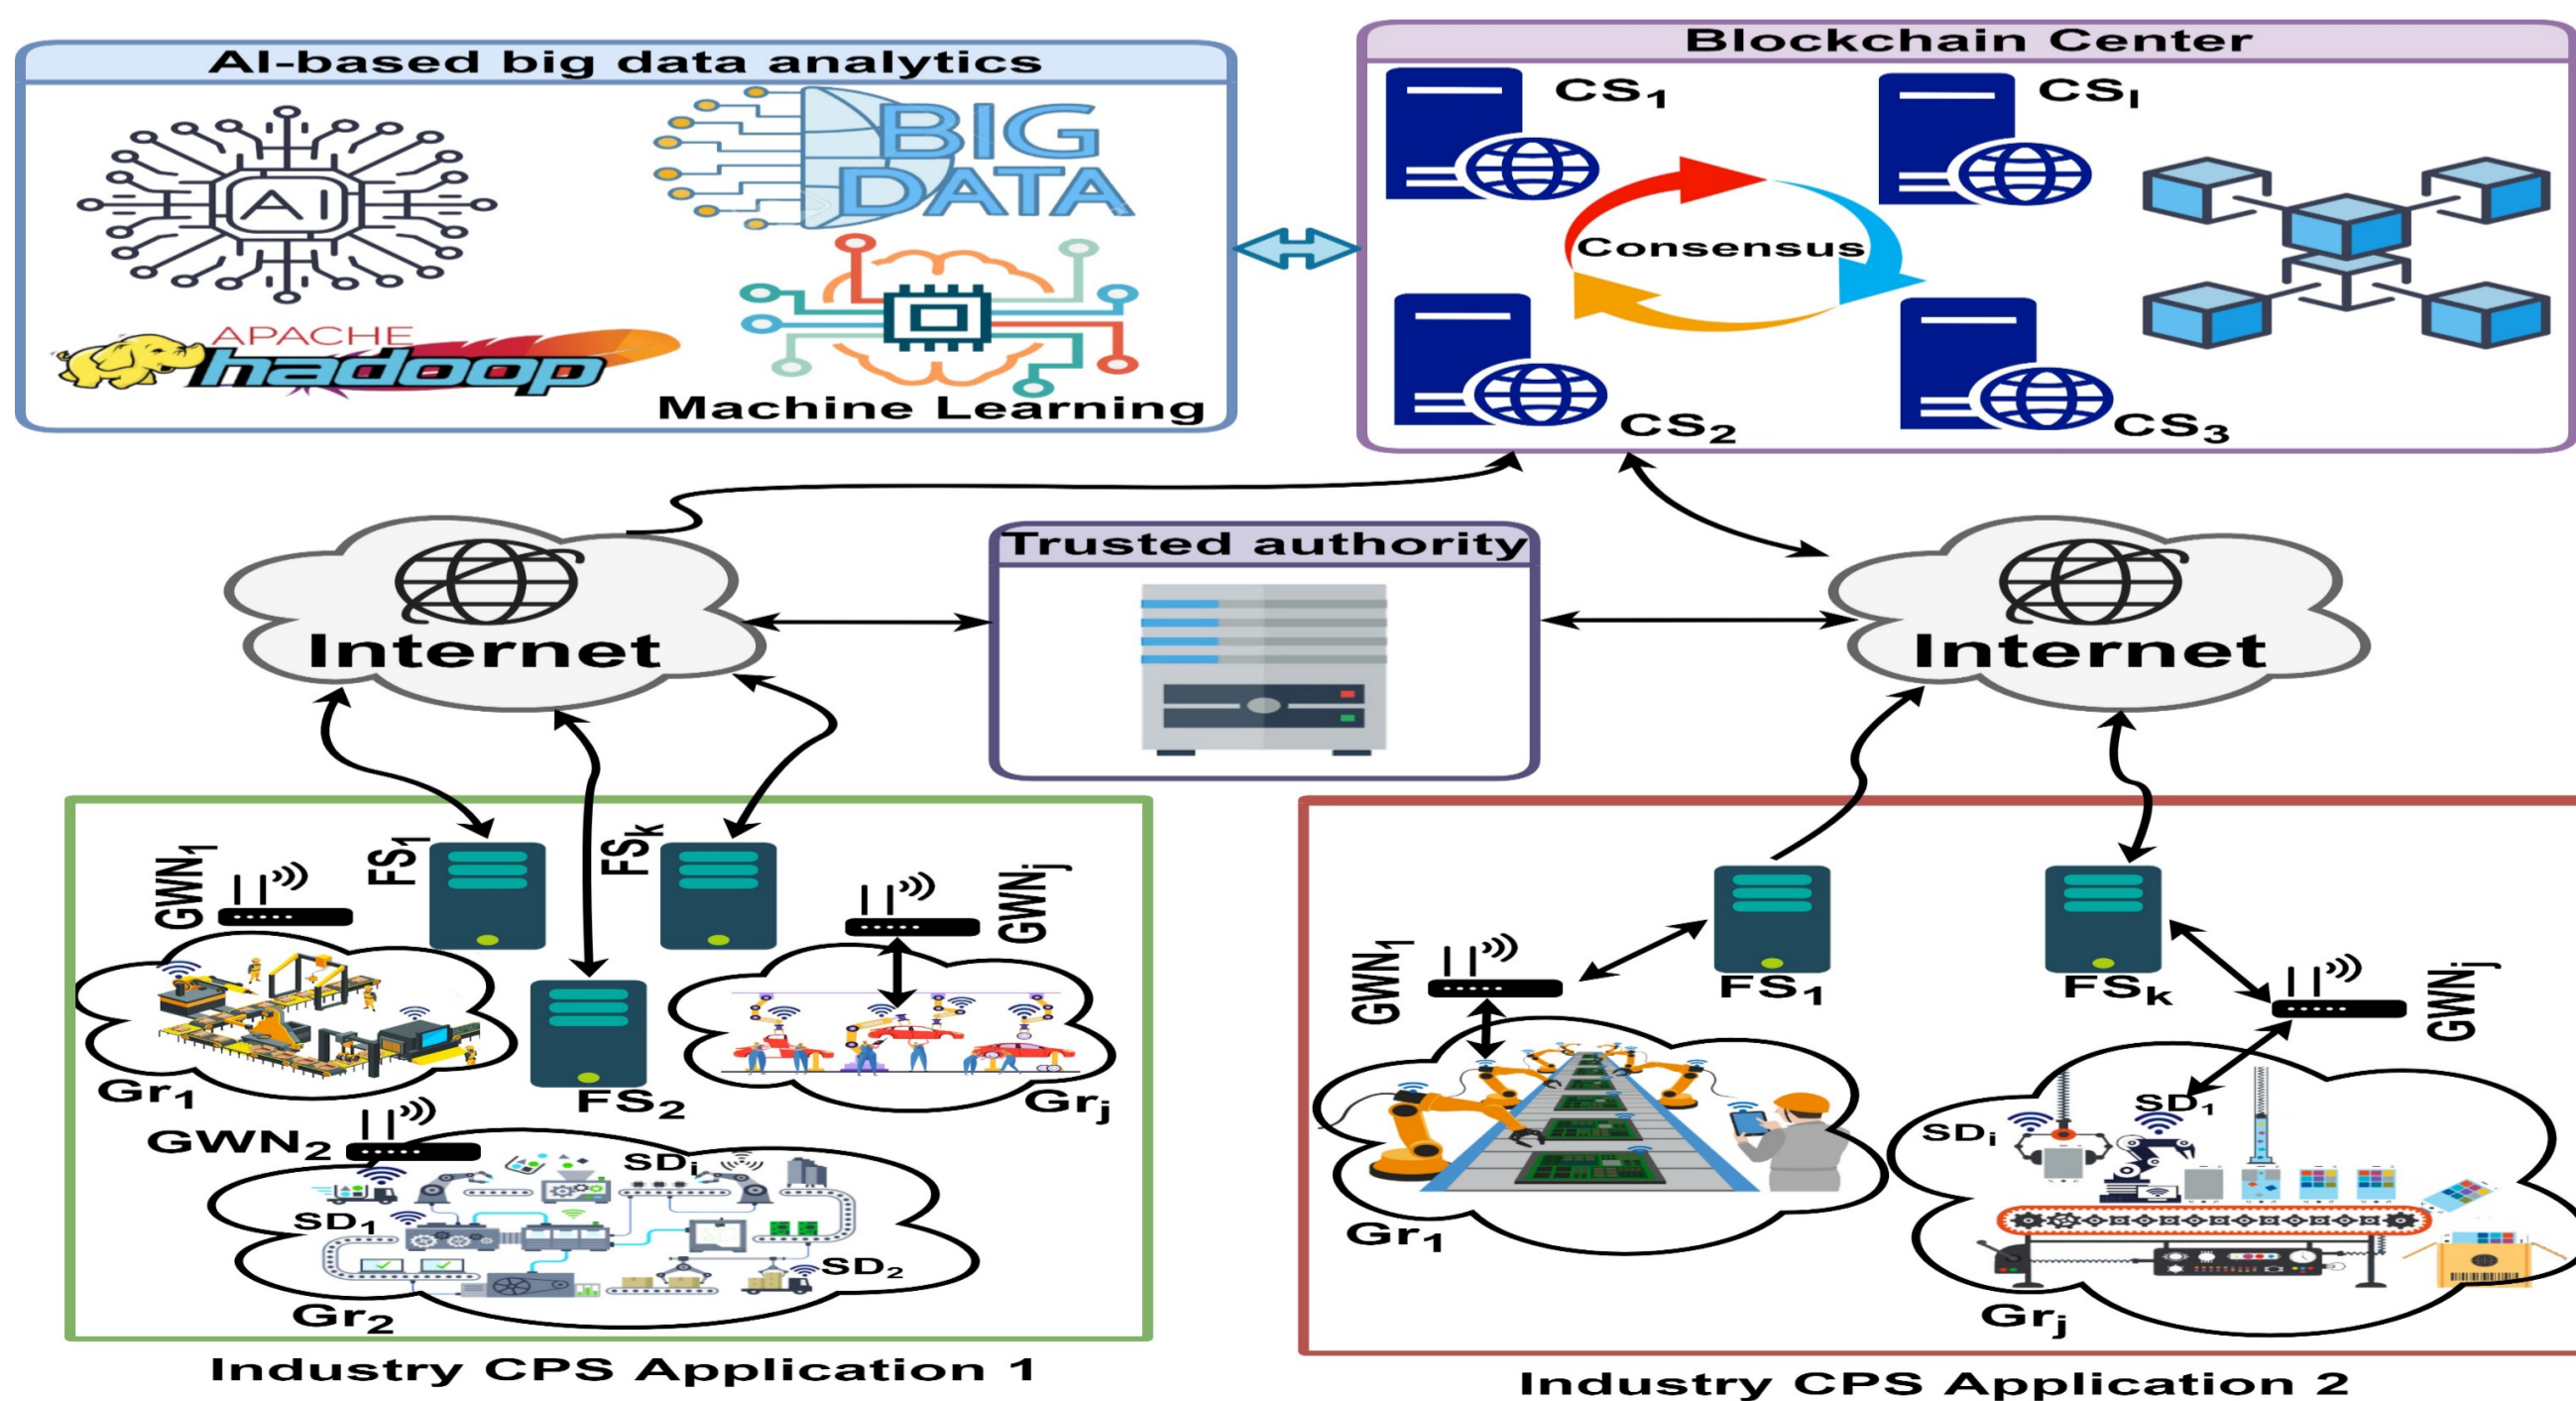 AI-based big data analytics
AI
BIG
DATA
APACHE
hadoop
Machine Learning
Blockchain Center
CS1
CSl
Consensus
CS2
CS3
Internet
Trusted authority
Internet
GWN1
FS1
FSk
GWNj
Gr1
FS2
Grj
GWN2
SDi
SD1
SD2
Gr2
Industry CPS Application 1
GWN1
FS1
FSk
GWNj
SD1
SDi
Gr1
Grj
Industry CPS Application 2